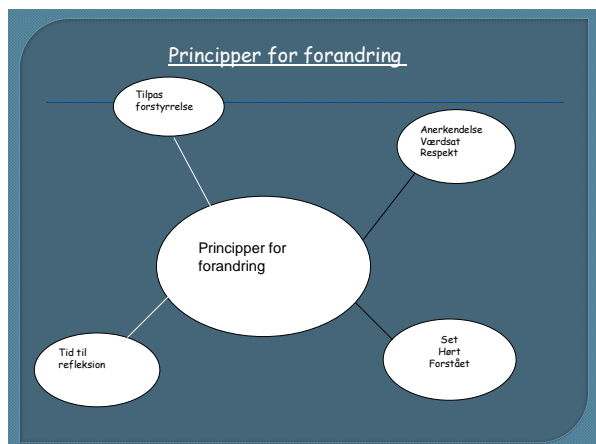 Principper for forandring
Tilpas
forstyrrelse
Anerkendelse
Værdsat
Respekt
Principper for
forandring
Tid til
refleksion
Set
Hørt
Forstået